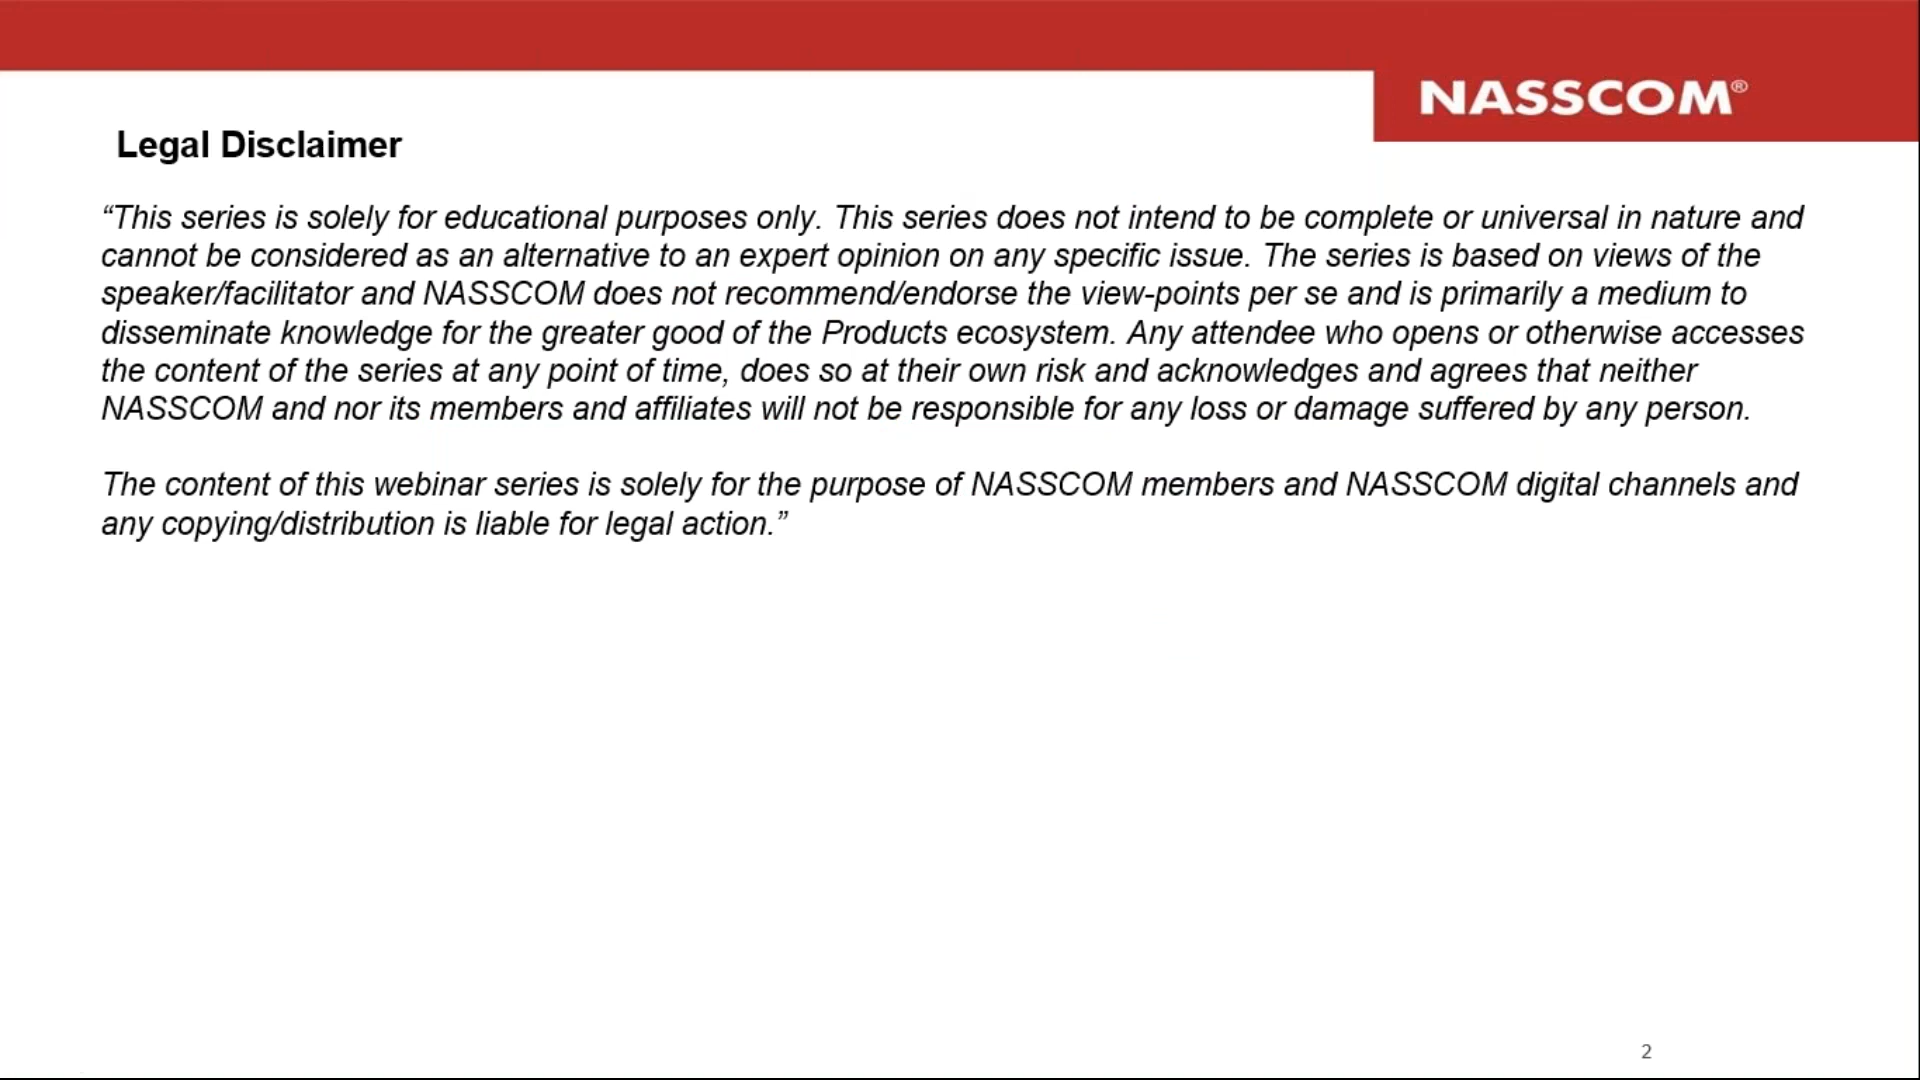 NASSCOM®
Legal Disclaimer
“This series is solely for educational purposes only. This series does not intend to be complete or universal in nature and
cannot be considered as an alternative to an expert opinion on any specific issue. The series is based on views of the
speaker/facilitator and NASSCOM does not recommend/endorse the view-points per se and is primarily a medium to
disseminate knowledge for the greater good of the Products ecosystem. Any attendee who opens or otherwise accesses
the content of the series at any point of time, does so at their own risk and acknowledges and agrees that neither
NASSCOM and nor its members and affiliates will not be responsible for any loss or damage suffered by any person.
The content of this webinar series is solely for the purpose of NASSCOM members and NASSCOM digital channels and
any copying/distribution is liable for legal action.”
2